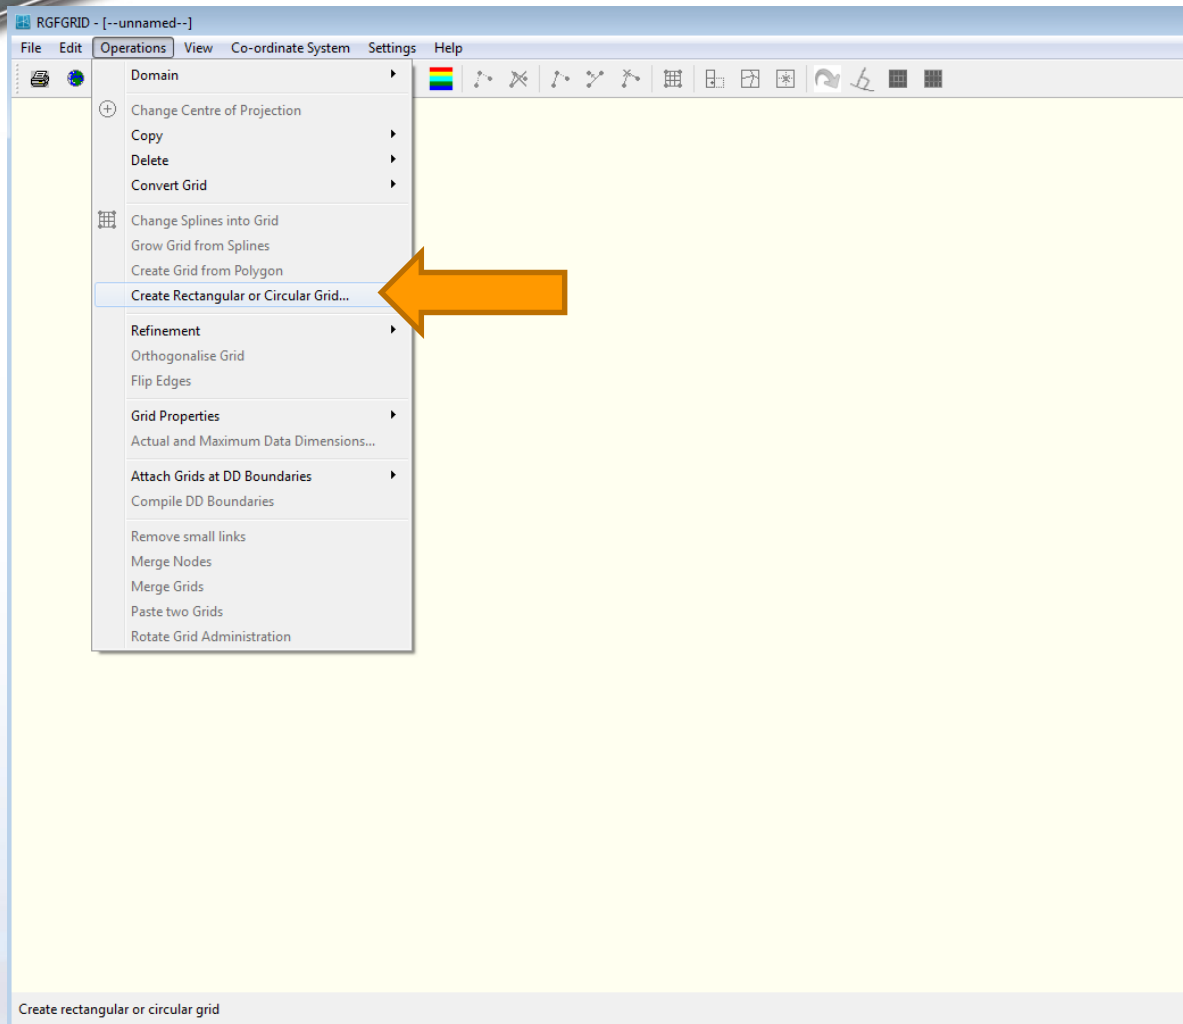 RGFGRID - [--unnamed--]
File Edit Operations View Co-ordinate System Settings Help
Domain
Change Centre of Projection
Copy
Delete
Convert Grid
Change Splines into Grid
Grow Grid from Splines
Create Grid from Polygon
Create Rectangular or Circular Grid...
Refinement
Orthogonalise Grid
Flip Edges
Grid Properties
Actual and Maximum Data Dimensions...
Attach Grids at DD Boundaries
Compile DD Boundaries
Remove small links
Merge Nodes
Merge Grids
Paste two Grids
Rotate Grid Administration
Create rectangular or circular grid